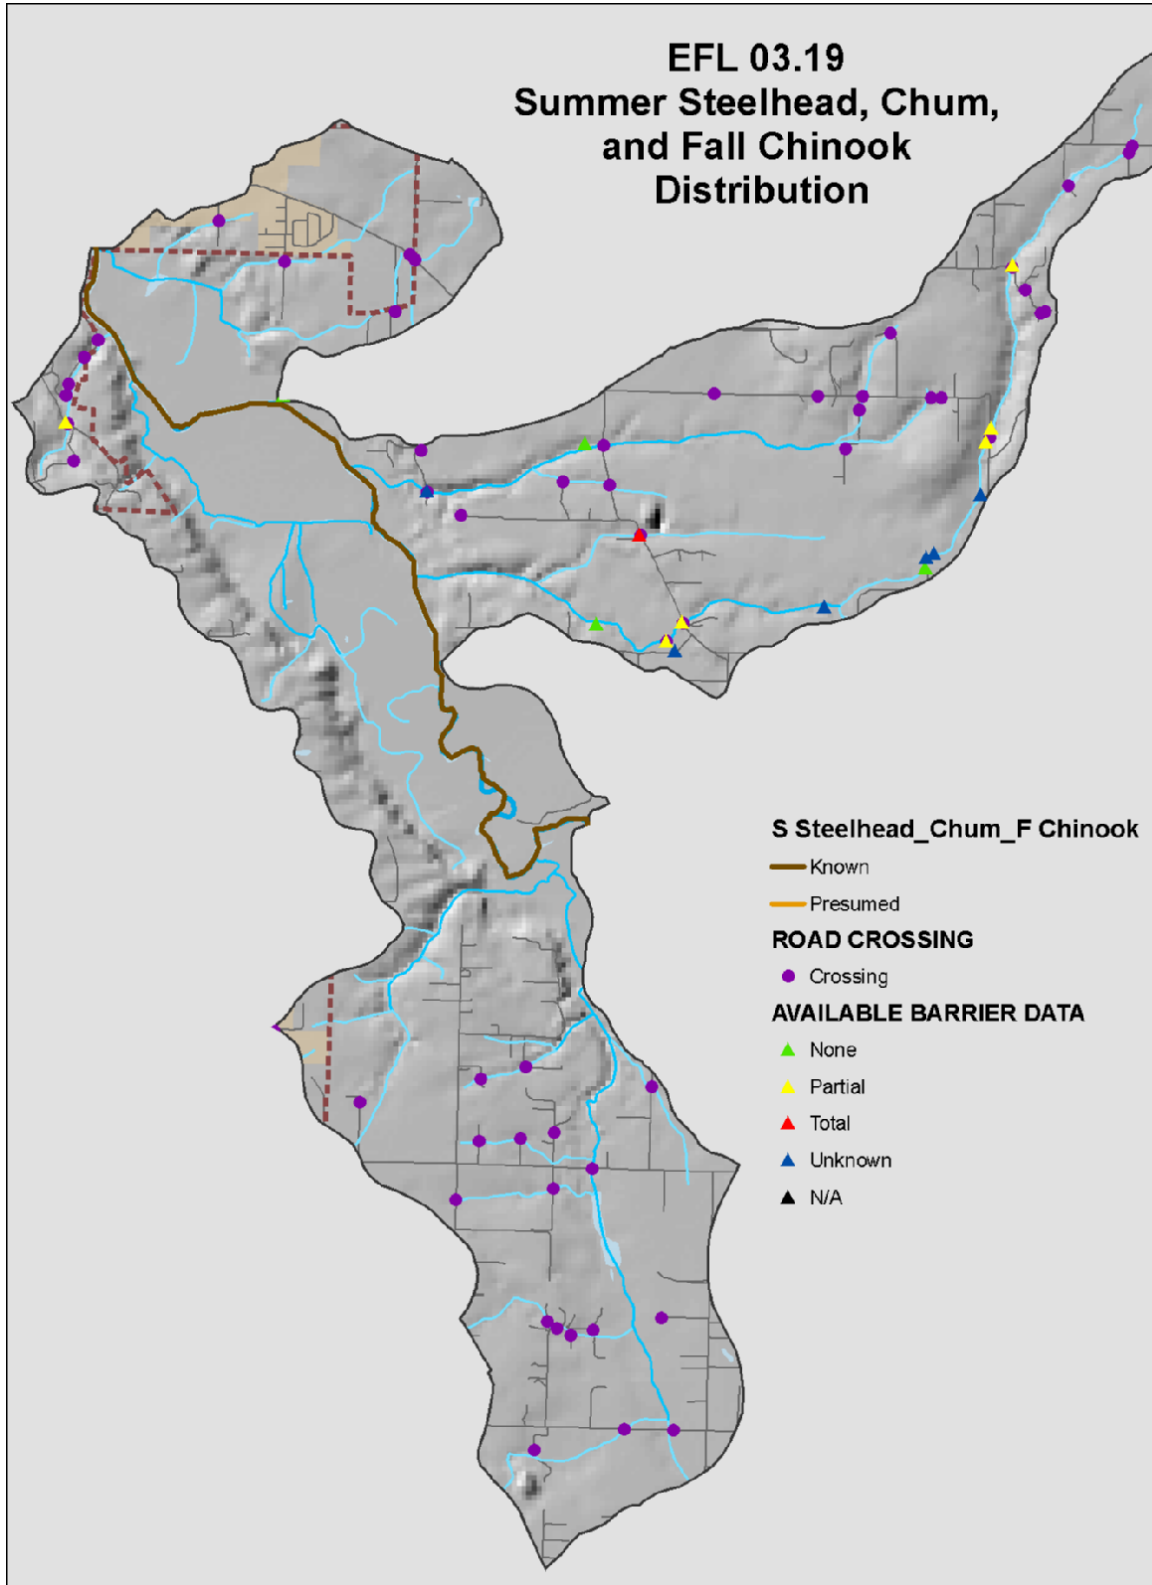 EFL 03.19
Summer Steelhead, Chum,
and Fall Chinook
Distribution
S Steelhead_Chum_F Chinook
Known
Presumed
ROAD CROSSING
Crossing
AVAILABLE BARRIER DATA
None
Partial
Total
Unknown
N/A